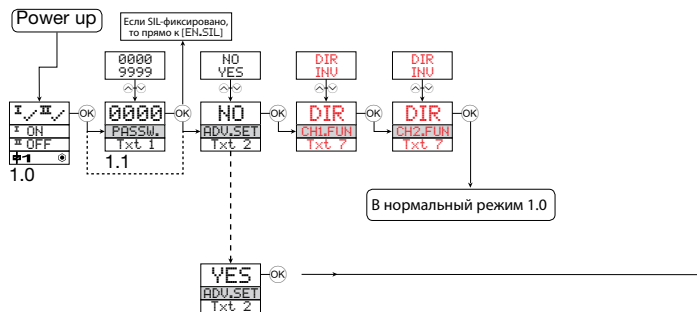 Power up
Если SIL-фиксировано,
то прямо к [EN.SIL]
0000
9999
NO
YES
DIR
INV
DIR
INV
I / II /
I ON
II OFF
1
OK
0000
PASSW.
Txt 1
OK
NO
ADV.SET
Txt 2
OK
DIR
CH1.FUN
Txt 7
OK
DIR
CH2.FUN
Txt 7
OK
1.0
1.1
В нормальный режим 1.0
YES
ADV.SET
Txt 2
OK